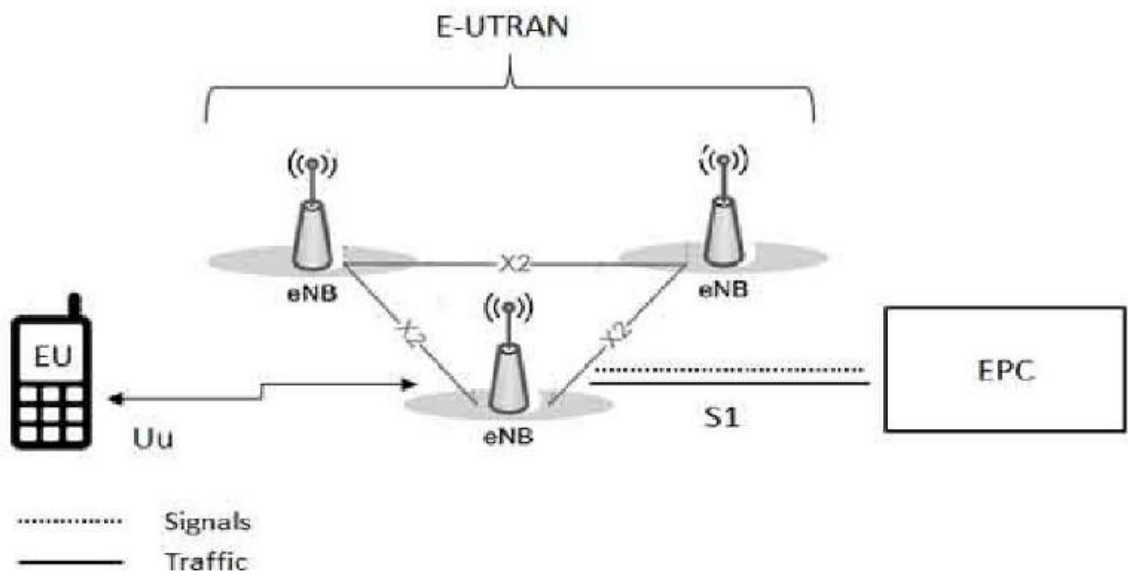 E-UTRAN
X2
eNB
eNB
X2
X2
EU
EPC
Uu
eNB
S1
Signals
Traffic